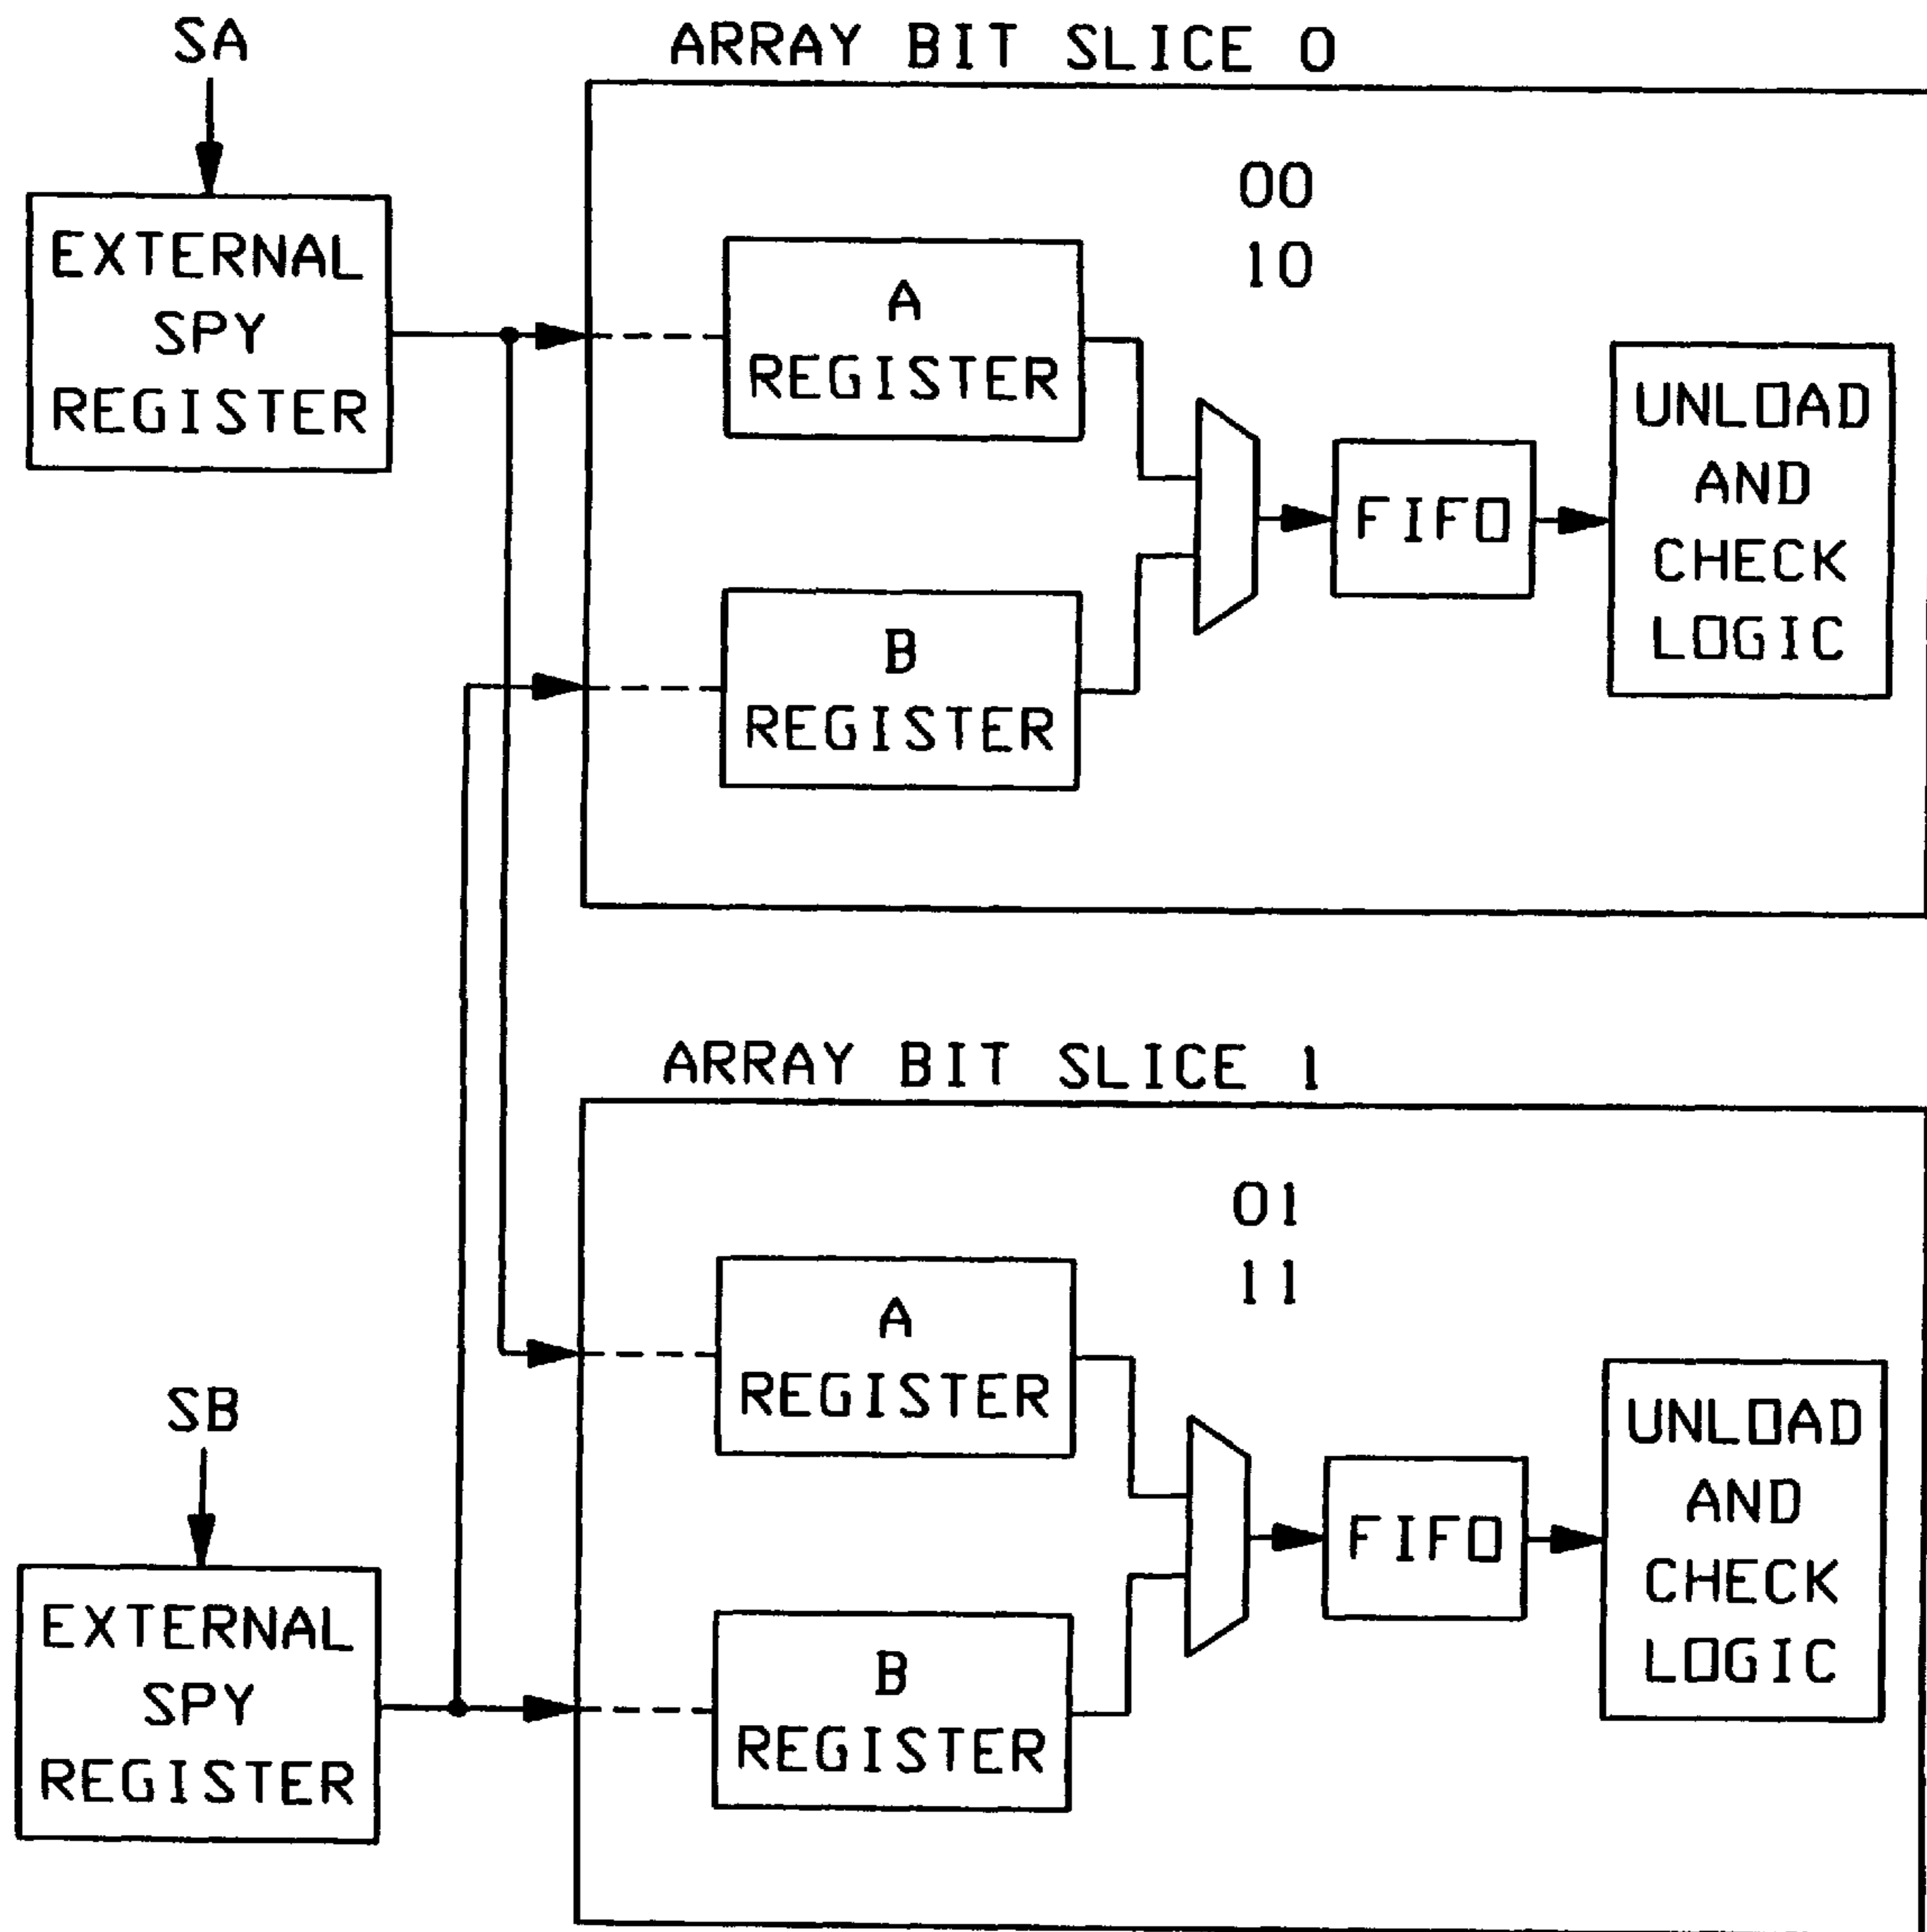 SA
EXTERNAL
SPY
REGISTER
ARRAY BIT SLICE 0
00
10
A
REGISTER
B
REGISTER
FIFO
UNLOAD
AND
CHECK
LOGIC
ARRAY BIT SLICE 1
01
11
A
REGISTER
SB
EXTERNAL
SPY
REGISTER
B
REGISTER
FIFO
UNLOAD
AND
CHECK
LOGIC